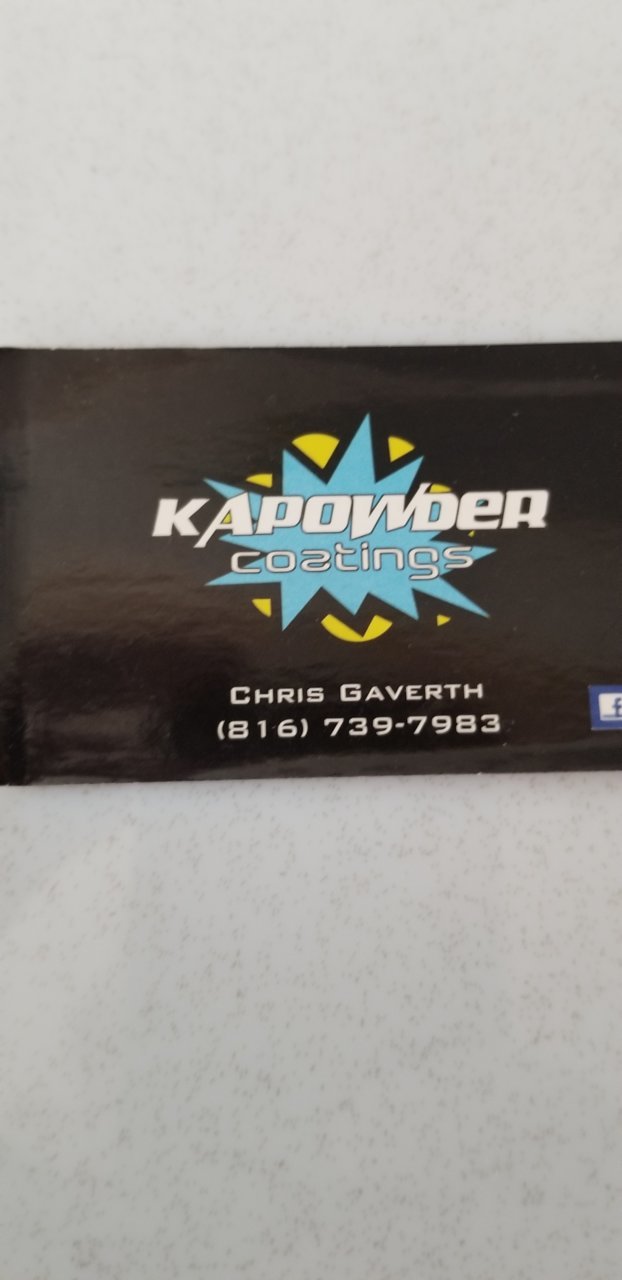 KAPOWDER
coatings
CHRIS GAVERTH
(816) 739-7983
f